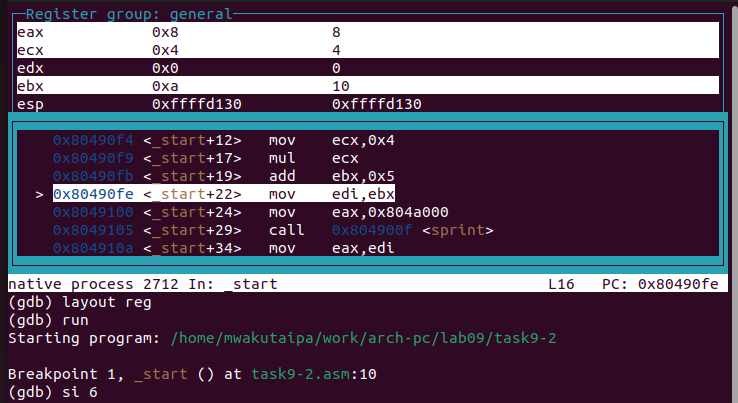 Register group: general
eax 0x8 8
ecx 0x4 4
edx 0x0 0
ebx 0xa 10
esp 0xffffd130 0xffffd130
0x80490f4 <_start+12> mov ecx,0x4
0x80490f9 <_start+17> mul ecx
0x80490fb <_start+19> add ebx,0x5
> 0x80490fe <_start+22> mov edi,ebx
0x8049100 <_start+24> mov eax,0x804a000
0x8049105 <_start+29> call 0x804900f <sprint>
0x804910a <_start+34> mov eax,edi
native process 2712 In: _start L16 PC: 0x80490fe
(gdb) layout reg
(gdb) run
Starting program: /home/mwakutaipa/work/arch-pc/lab09/task9-2
Breakpoint 1, _start () at task9-2.asm:10
(gdb) si 6